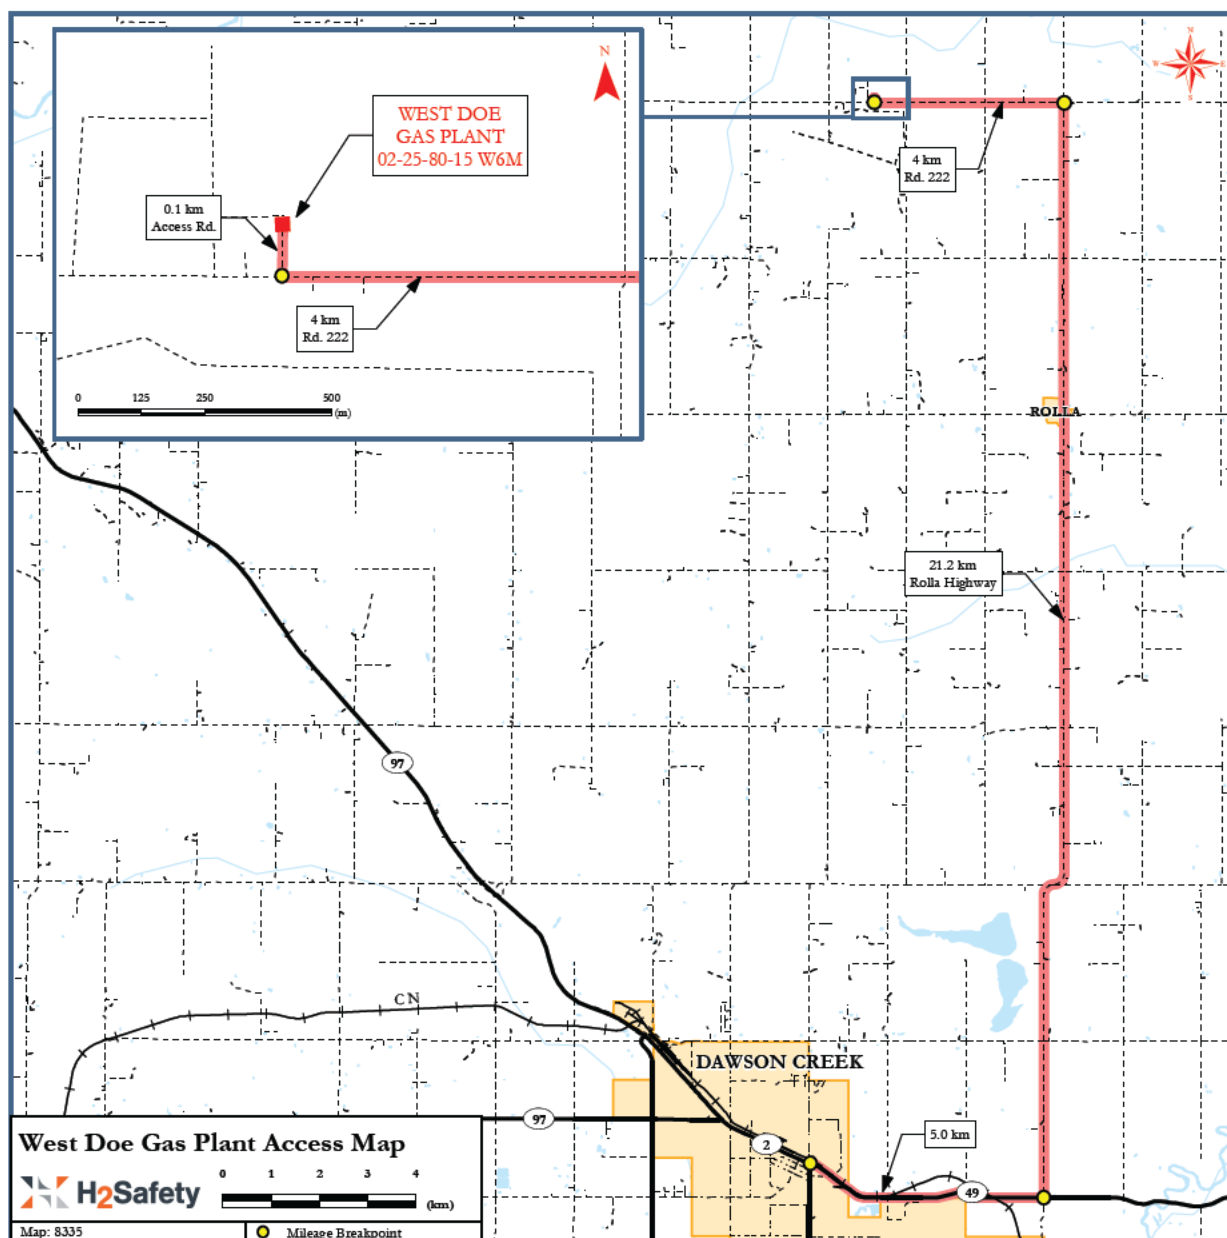 N
WEST DOE
GAS PLANT
02-25-80-15 W6M
0.1 km
Access Rd.
4 km
Rd. 222
0 125 250 500 (m)
N
W E
S
4 km
Rd. 222
ROLLA
21.2 km
Rolla Highway
97
CN
DAWSON CREEK
97
2
5.0 km
49
West Doe Gas Plant Access Map
H2Safety
0 1 2 3 4
(km)
Map: 8335
Mileage Breakpoint